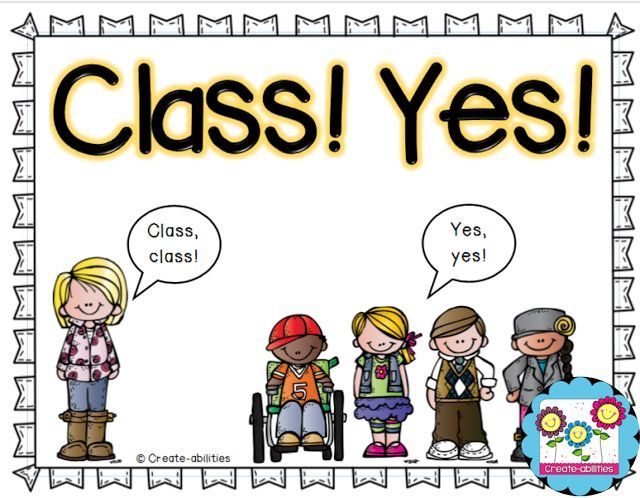 Class! Yes!
Class,
class!
Yes,
yes!
5
© Create-abilities
Create-abilities